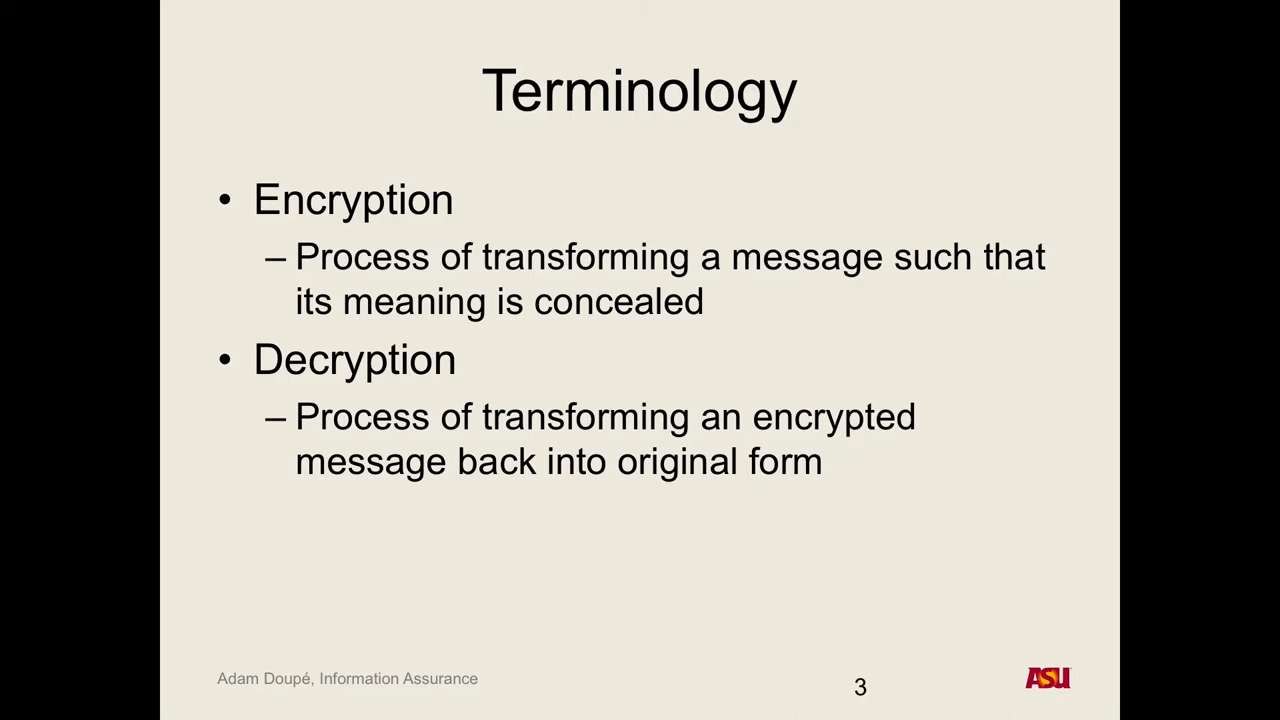 Terminology
• Encryption
– Process of transforming a message such that
its meaning is concealed
• Decryption
– Process of transforming an encrypted
message back into original form
Adam Doupé, Information Assurance
3
ASU